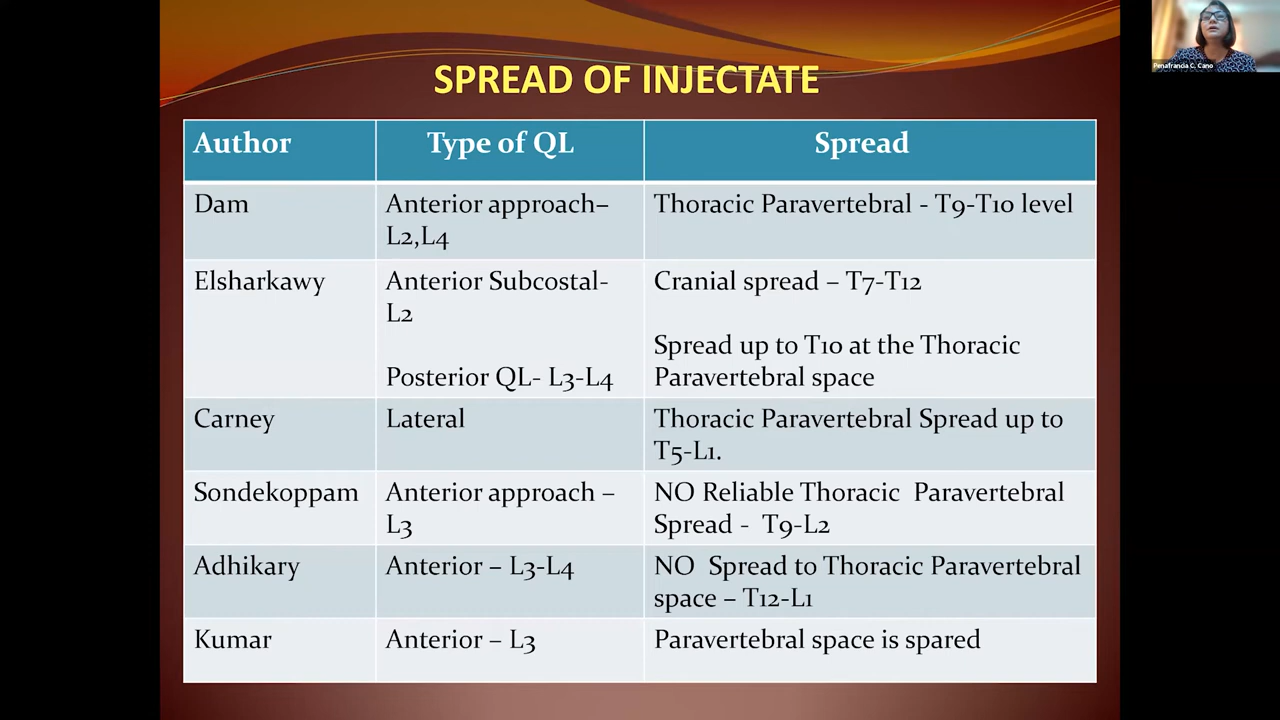 SPREAD OF INJECTATE
Author Type of QL Spread
Dam Anterior approach– Thoracic Paravertebral - T9-T10 level
L2,L4
Elsharkawy Anterior Subcostal- Cranial spread – T7-T12
L2
Spread up to T10 at the Thoracic
Posterior QL- L3-L4 Paravertebral space
Carney Lateral Thoracic Paravertebral Spread up to
T5-L1.
Sondekoppam Anterior approach – NO Reliable Thoracic Paravertebral
L3 Spread - T9-L2
Adhikary Anterior – L3-L4 NO Spread to Thoracic Paravertebral
space – T12-L1
Kumar Anterior – L3 Paravertebral space is spared
Penafrancia C. Cano